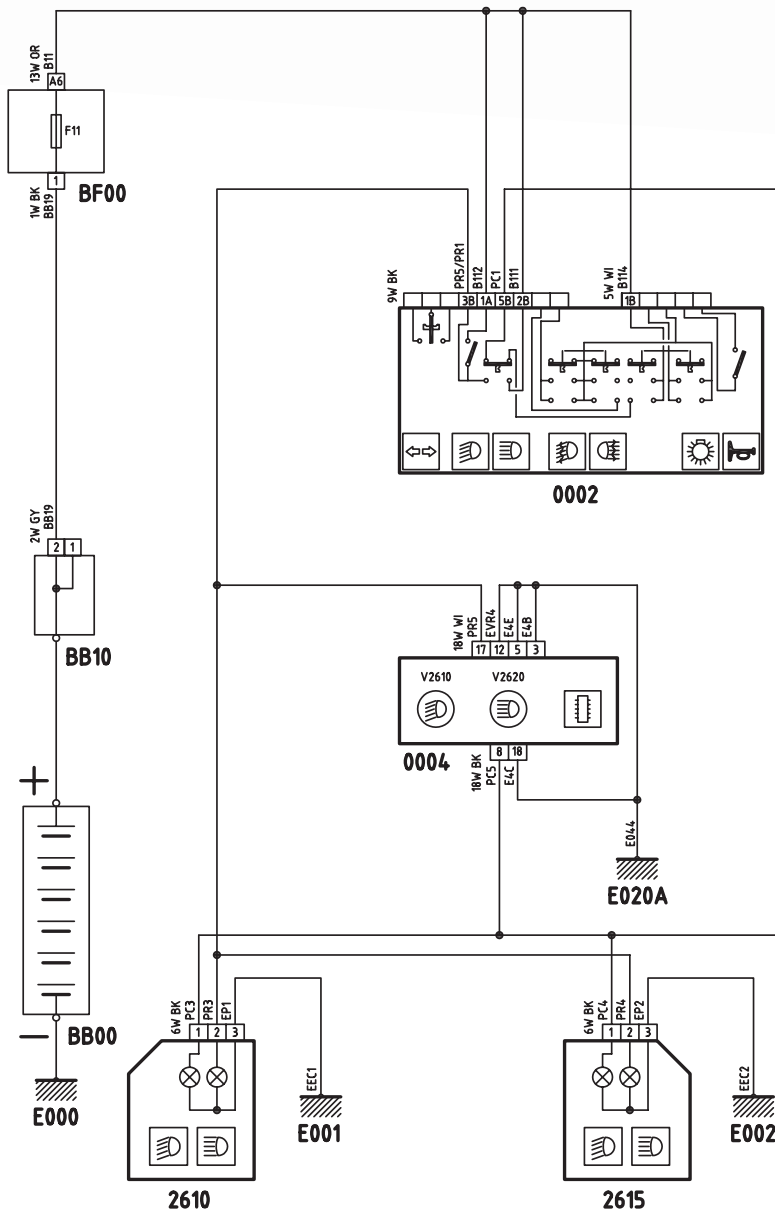 13W OR
B11
A6
F11
1
1W BK
BB19
BF00
9W BK
PR5/PR1
B112
PC1
B111
5W WI
B114
3B 1A 5B 2B
1B
0002
2W GY
BB19
2 1
BB10
18W WI
PR5
EVR4
E4E
E4B
17 12 5 3
V2610
V2620
0004
8 18
18W BK
PC5
E4C
E044
E020A
+
−
BB00
E000
6W BK
PC3
PR3
EP1
1 2 3
EEC1
E001
2610
6W BK
PC4
PR4
EP2
1 2 3
EEC2
E002
2615